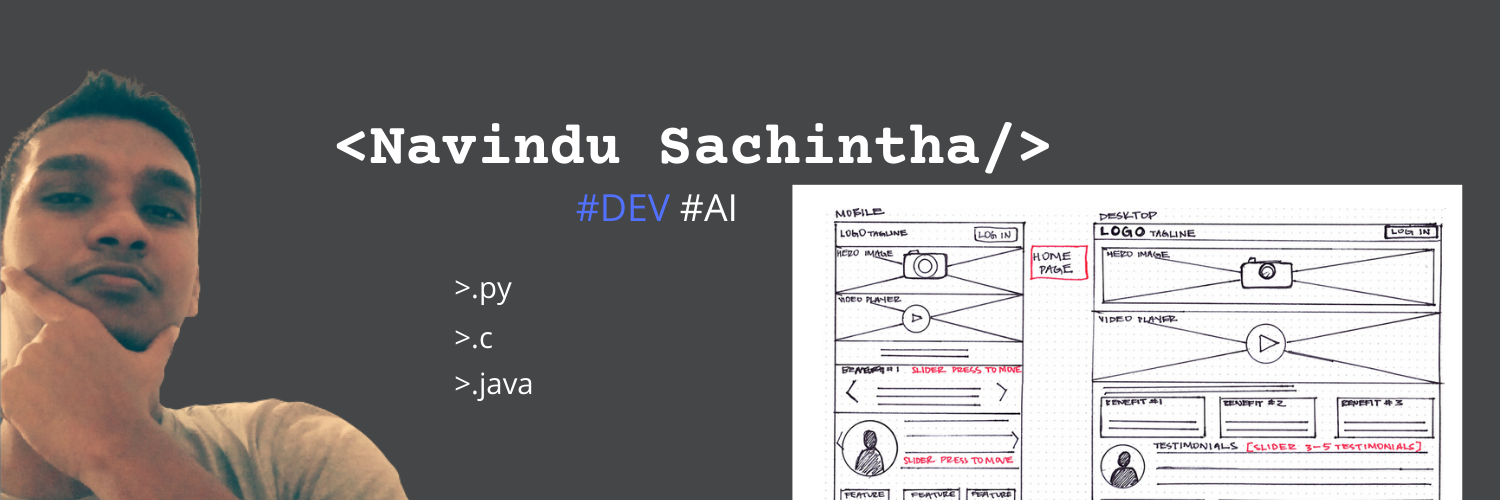 <Navindu Sachintha/>
#DEV #AI
>.py
>.c
>.java
MOBILE
LOGO TAGLINE
LOG IN
HERO IMAGE
VIDEO PLAYER
BENEFIT #1 SLIDER PRESS TO MOVE
SLIDER PRESS TO MOVE
FEATURE FEATURE FEATURE
HOME
PAGE
DESKTOP
LOGO TAGLINE
LOG IN
HERO IMAGE
VIDEO PLAYER
BENEFIT #1 BENEFIT #2 BENEFIT #3
TESTIMONIALS [SLIDER 3-5 TESTIMONIALS]